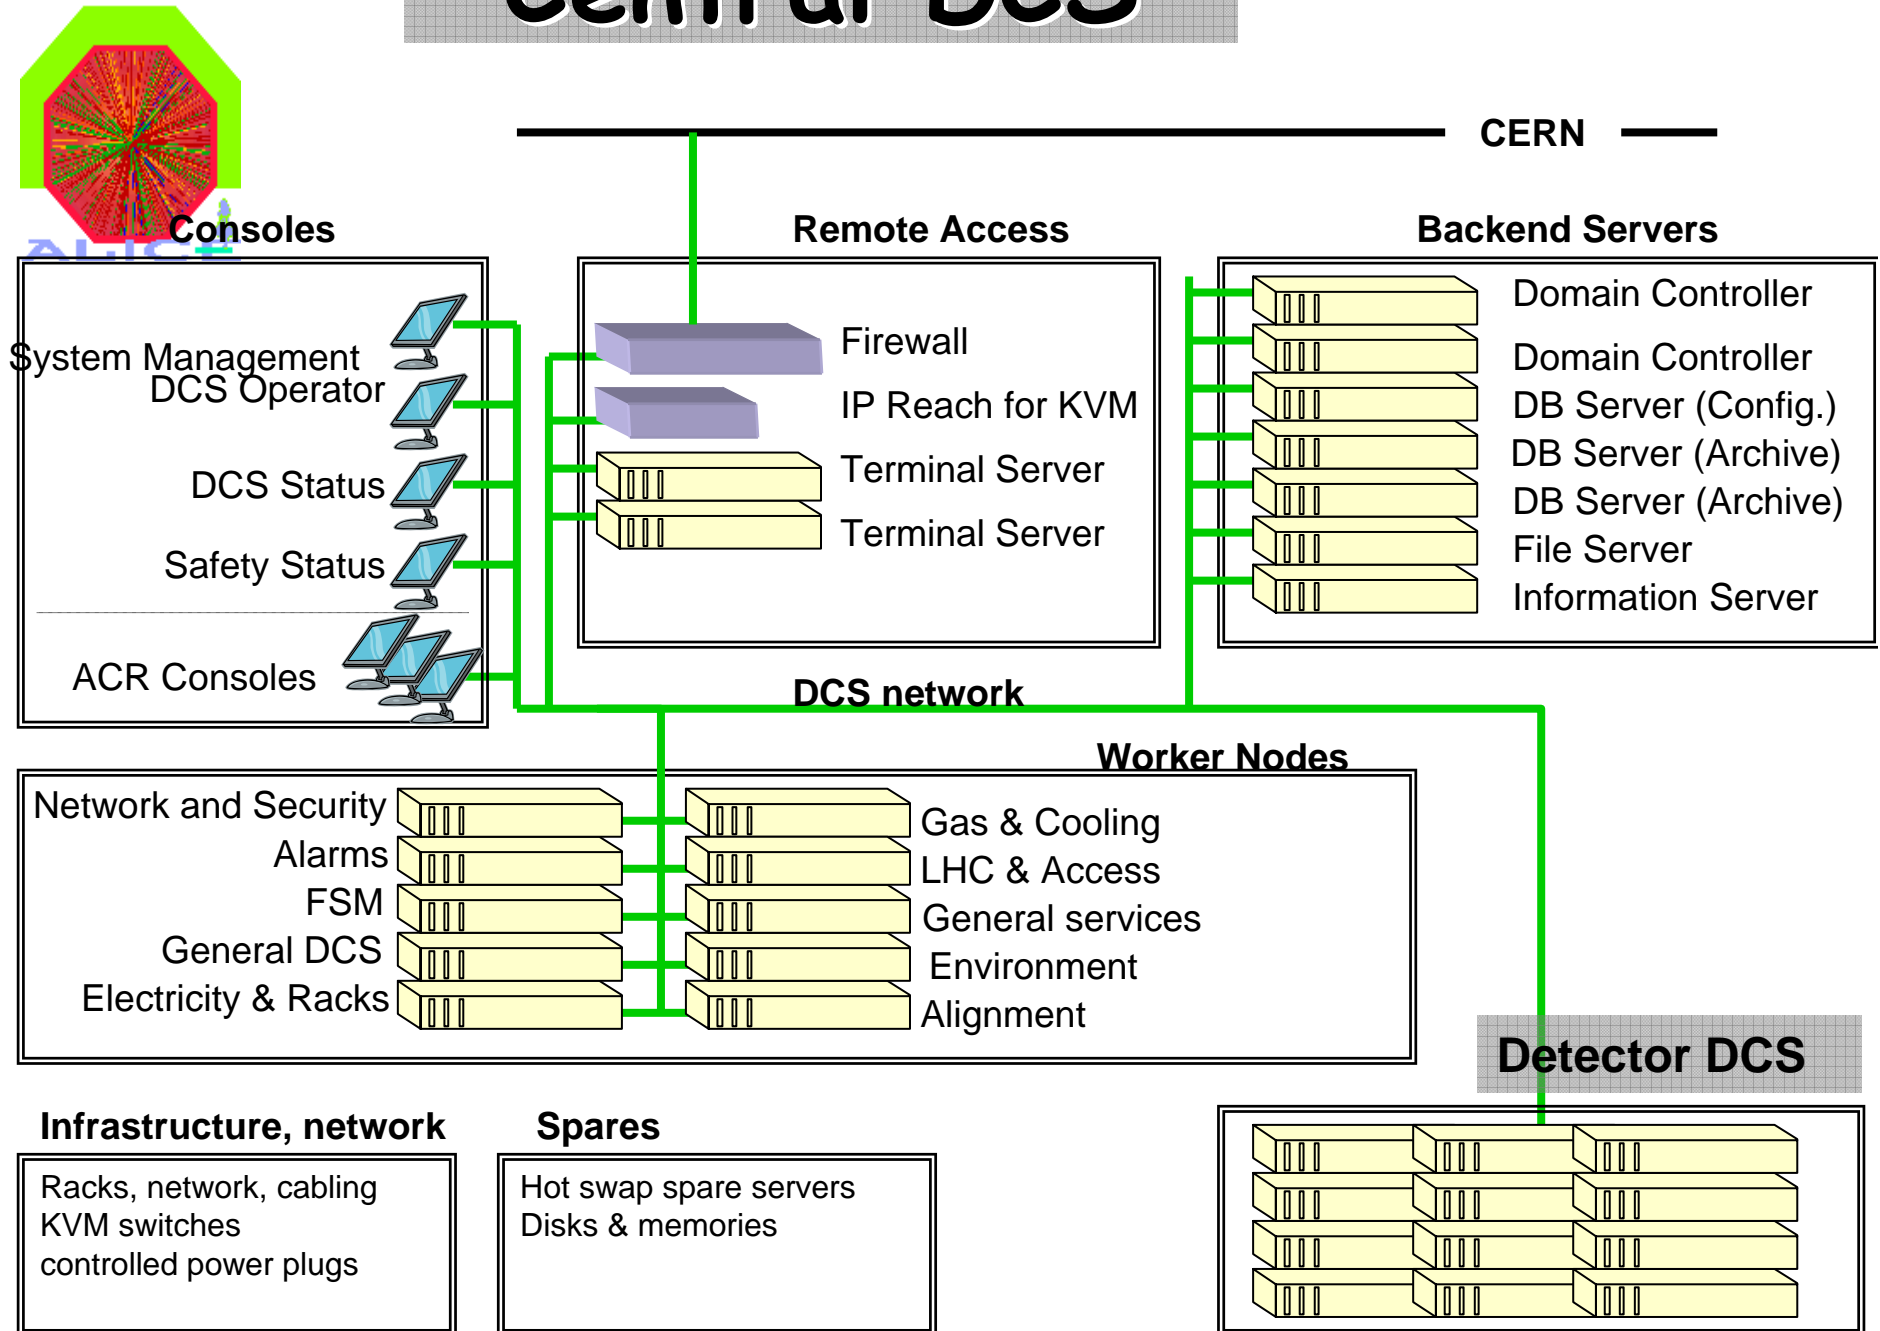 Central DCS
CERN
ALICE
Consoles
System Management
DCS Operator
DCS Status
Safety Status
ACR Consoles
Remote Access
Firewall
IP Reach for KVM
Terminal Server
Terminal Server
Backend Servers
Domain Controller
Domain Controller
DB Server (Config.)
DB Server (Archive)
DB Server (Archive)
File Server
Information Server
DCS network
Worker Nodes
Network and Security
Alarms
FSM
General DCS
Electricity & Racks
Gas & Cooling
LHC & Access
General services
Environment
Alignment
Detector DCS
Infrastructure, network
Racks, network, cabling
KVM switches
controlled power plugs
Spares
Hot swap spare servers
Disks & memories